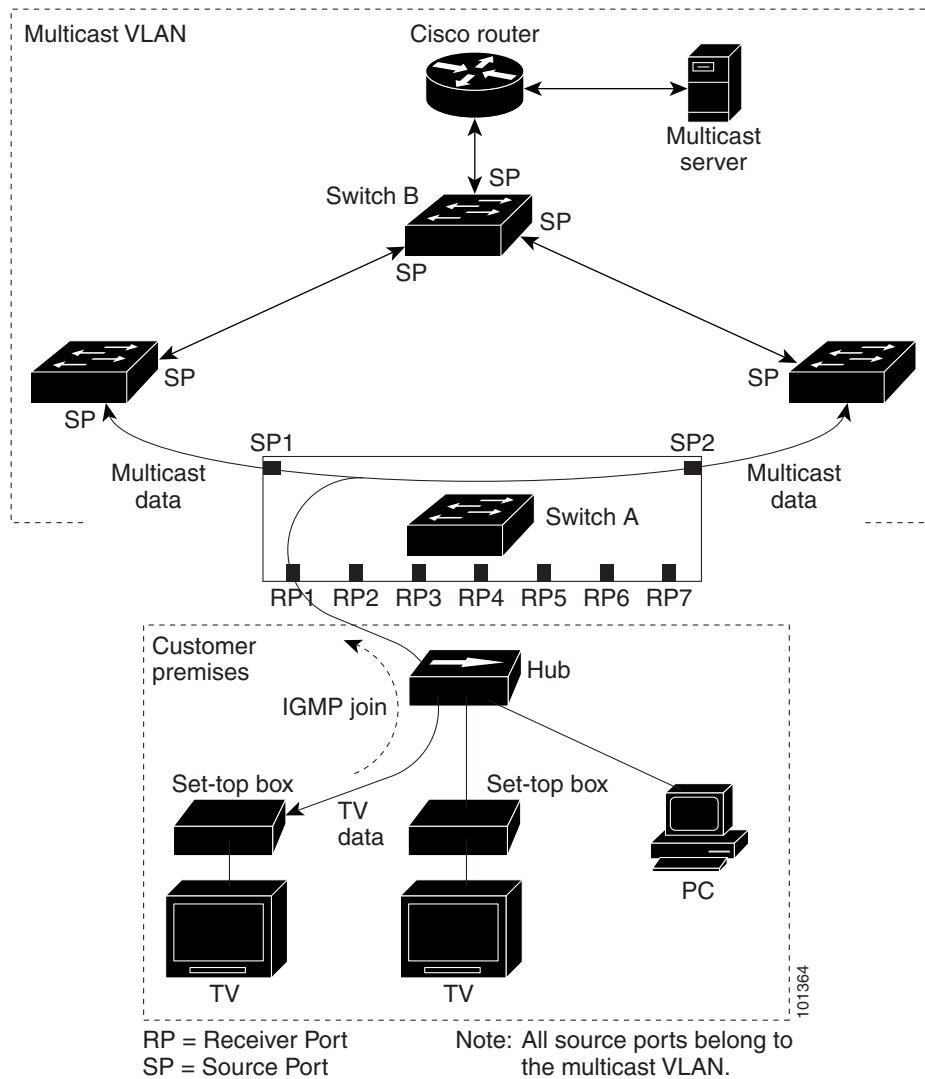 Multicast VLAN
Cisco router
Multicast
server
SP
Switch B
SP
SP
SP
SP
SP
SP1
SP2
Multicast
data
Multicast
data
Switch A
RP1 RP2 RP3 RP4 RP5 RP6 RP7
Customer
premises
Hub
IGMP join
Set-top box
TV
data
Set-top box
PC
TV
TV
101364
RP = Receiver Port
SP = Source Port
Note: All source ports belong to
the multicast VLAN.